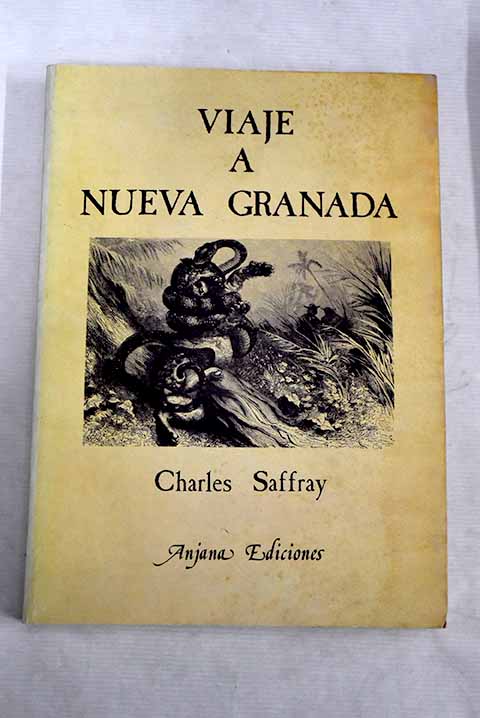 VIAJE
A
NUEVA GRANADA
Charles Saffray
Anjana Ediciones